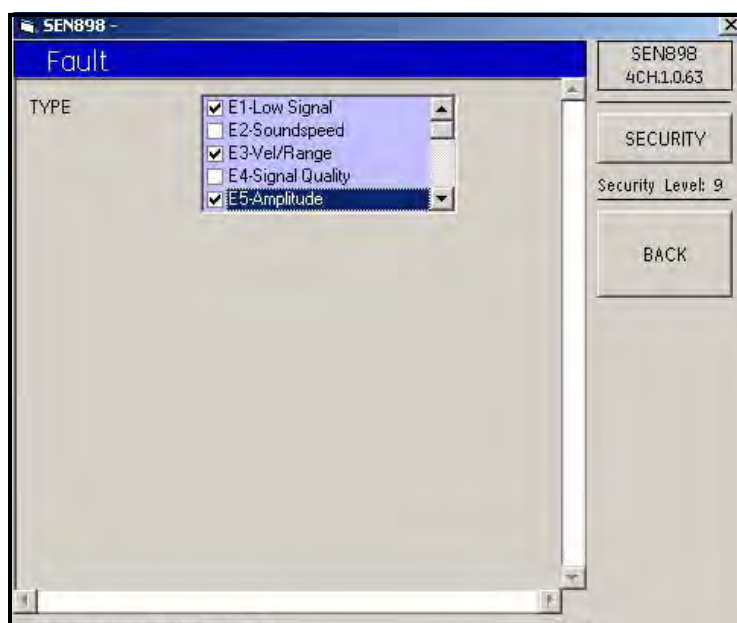 SEN898 -
Fault
TYPE
E1-Low Signal
E2-Soundspeed
E3-Vel/Range
E4-Signal Quality
E5-Amplitude
SEN898
4CH.1.0.63
SECURITY
Security Level: 9
BACK